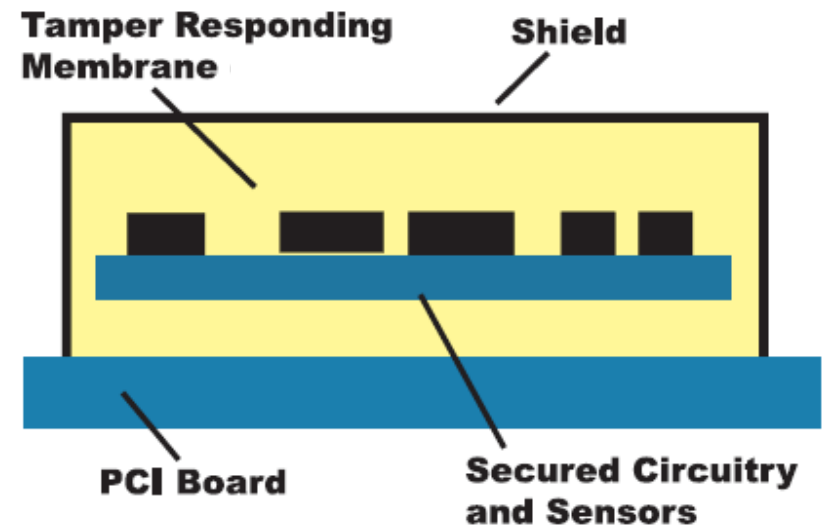 Tamper Responding
Membrane
Shield
PCI Board
Secured Circuitry
and Sensors